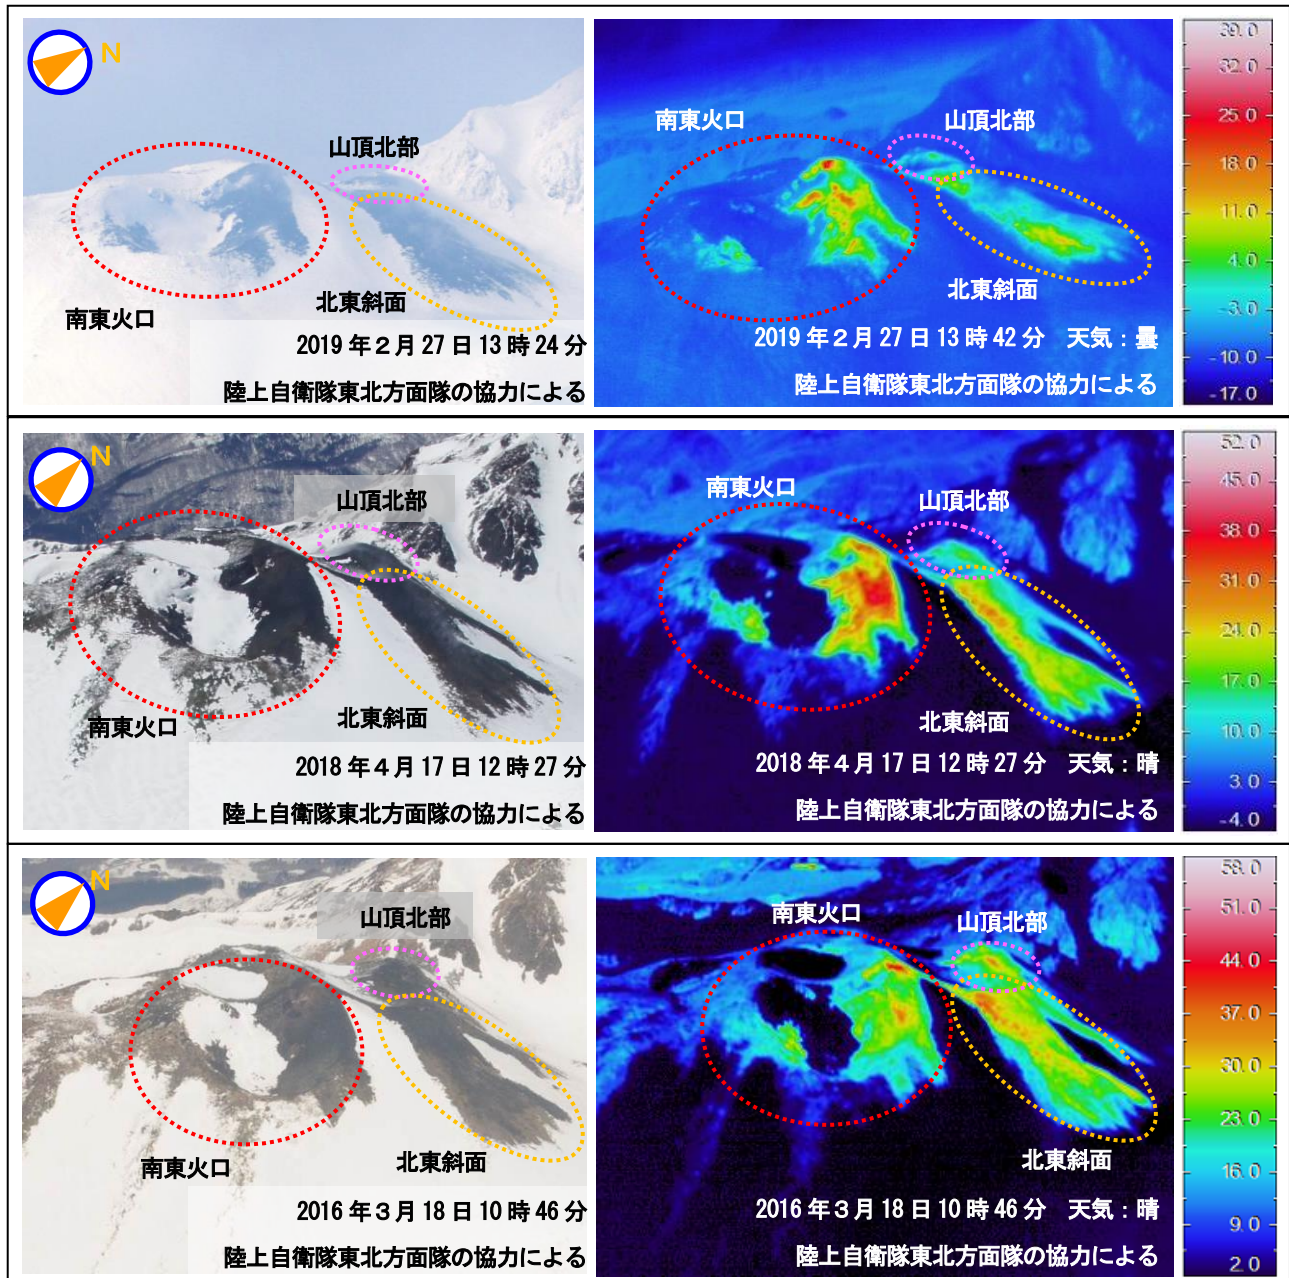 N
山頂北部
南東火口
北東斜面
2019年2月27日13時24分
陸上自衛隊東北方面隊の協力による
南東火口
山頂北部
北東斜面
2019年2月27日13時42分 天気：曇
陸上自衛隊東北方面隊の協力による
39.0
32.0
25.0
18.0
11.0
4.0
-3.0
-10.0
-17.0
N
山頂北部
南東火口
北東斜面
2018年4月17日12時27分
陸上自衛隊東北方面隊の協力による
南東火口
山頂北部
北東斜面
2018年4月17日12時27分 天気：晴
陸上自衛隊東北方面隊の協力による
52.0
45.0
38.0
31.0
24.0
17.0
10.0
3.0
-4.0
N
山頂北部
南東火口
北東斜面
2016年3月18日10時46分
陸上自衛隊東北方面隊の協力による
南東火口
山頂北部
北東斜面
2016年3月18日10時46分 天気：晴
陸上自衛隊東北方面隊の協力による
58.0
51.0
44.0
37.0
30.0
23.0
16.0
9.0
2.0